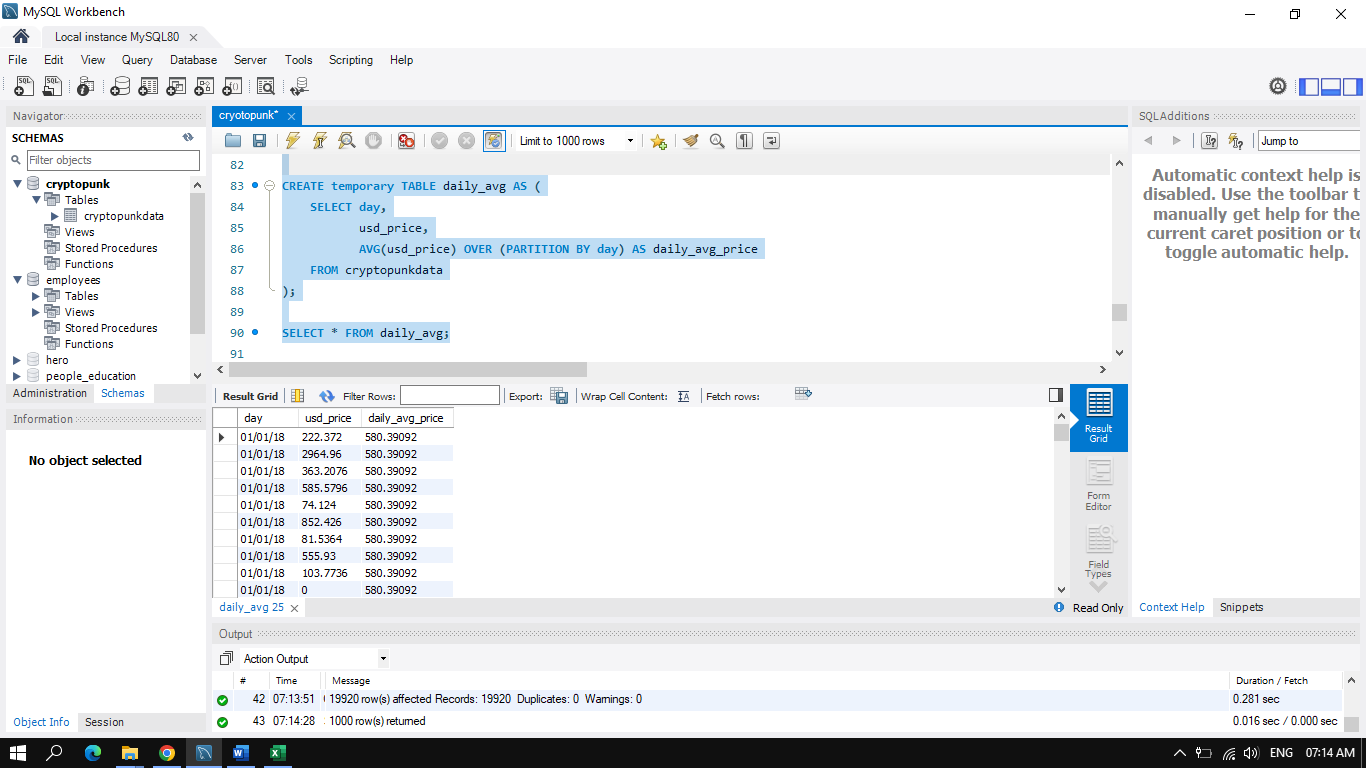 MySQL Workbench
Local instance MySQL80
File Edit View Query Database Server Tools Scripting Help
Navigator
SCHEMAS
Filter objects
cryptopunk
Tables
cryptopunkdata
Views
Stored Procedures
Functions
employees
Tables
Views
Stored Procedures
Functions
hero
people_education
Administration Schemas
Information
No object selected
Object Info Session
cryotopunk*
Limit to 1000 rows
82
83 CREATE temporary TABLE daily_avg AS (
84 SELECT day,
85 usd_price,
86 AVG(usd_price) OVER (PARTITION BY day) AS daily_avg_price
87 FROM cryptopunkdata
88 );
89
90 SELECT * FROM daily_avg;
91
Result Grid Filter Rows: Export: Wrap Cell Content: Fetch rows:
day usd_price daily_avg_price
01/01/18 222.372 580.39092
01/01/18 2964.96 580.39092
01/01/18 363.2076 580.39092
01/01/18 585.5796 580.39092
01/01/18 74.124 580.39092
01/01/18 852.426 580.39092
01/01/18 81.5364 580.39092
01/01/18 555.93 580.39092
01/01/18 103.7736 580.39092
01/01/18 0 580.39092
Result
Grid
Form
Editor
Field
Types
daily_avg 25
Read Only
Output
Action Output
# Time Message Duration / Fetch
42 07:13:51 19920 row(s) affected Records: 19920 Duplicates: 0 Warnings: 0 0.281 sec
43 07:14:28 1000 row(s) returned 0.016 sec / 0.000 sec
SQLAdditions
Jump to
Automatic context help is
disabled. Use the toolbar
manually get help for the
current caret position or
toggle automatic help.
Context Help Snippets
ENG 07:14 AM